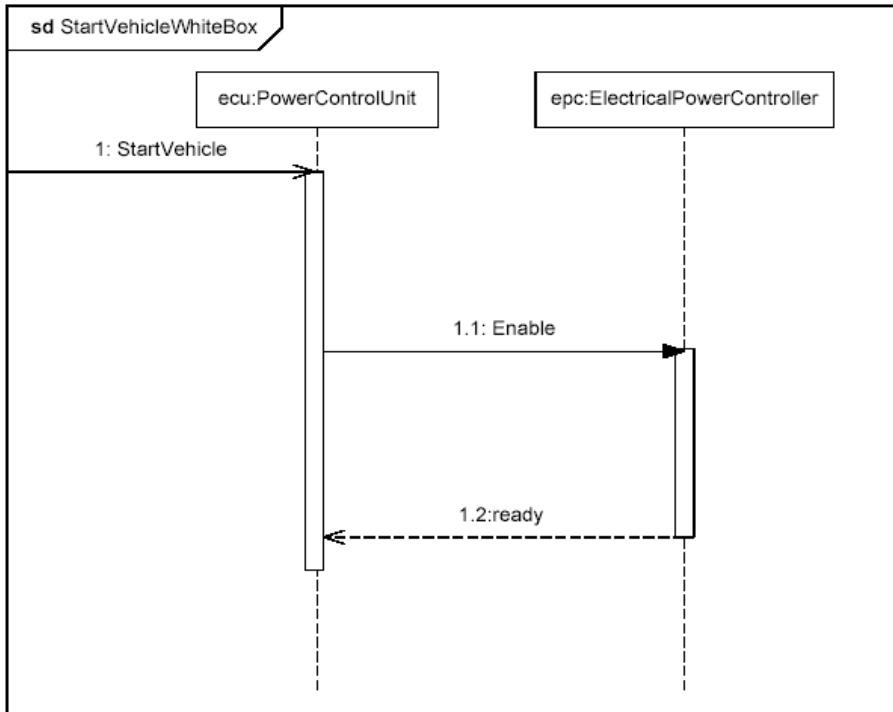 sd StartVehicleWhiteBox
ecu:PowerControlUnit
epc:ElectricalPowerController
1: StartVehicle
1.1: Enable
1.2:ready